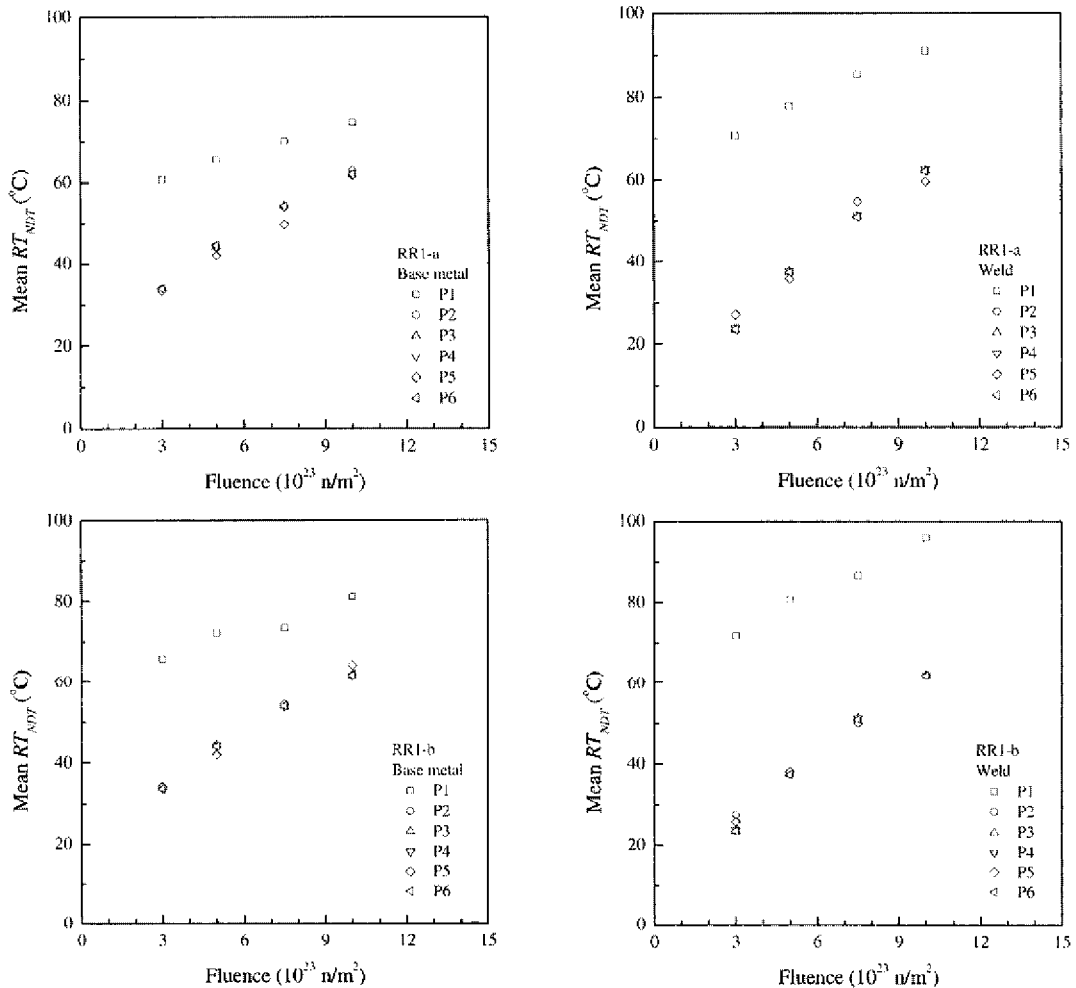 100
80
60
40
20
0
Mean RT_NDT (°C)
RR1-a
Base metal
P1
P2
P3
P4
P5
P6
0 3 6 9 12 15
Fluence (10²³ n/m²)
100
80
60
40
20
0
Mean RT_NDT (°C)
RR1-a
Weld
P1
P2
P3
P4
P5
P6
0 3 6 9 12 15
Fluence (10²³ n/m²)
100
80
60
40
20
0
Mean RT_NDT (°C)
RR1-b
Base metal
P1
P2
P3
P4
P5
P6
0 3 6 9 12 15
Fluence (10²³ n/m²)
100
80
60
40
20
0
Mean RT_NDT (°C)
RR1-b
Weld
P1
P2
P3
P4
P5
P6
0 3 6 9 12 15
Fluence (10²³ n/m²)